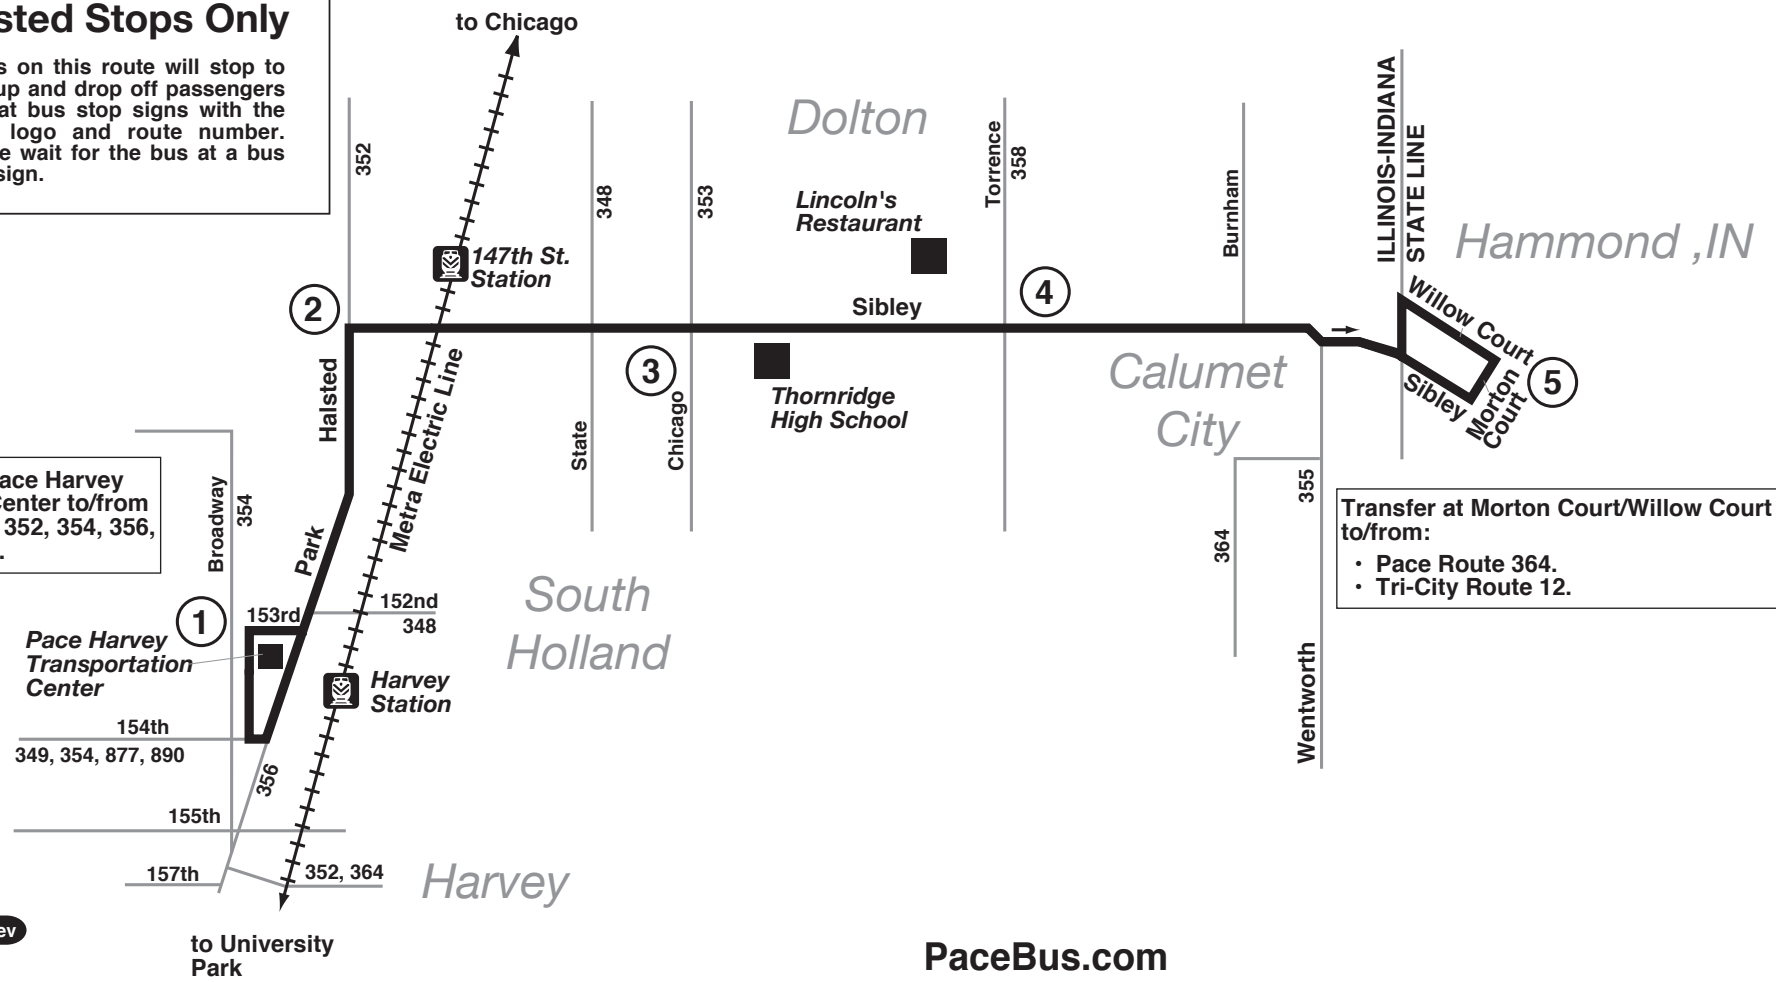 sted Stops Only
s on this route will stop to
up and drop off passengers
at bus stop signs with the
logo and route number.
e wait for the bus at a bus
sign.
to Chicago
352
348
353
Dolton
Torrence
358
Burnham
ILLINOIS-INDIANA
STATE LINE
Hammond ,IN
Lincoln's
Restaurant
147th St.
Station
2
Sibley
4
Willow Court
Halsted
Metra Electric Line
3
Thornridge
High School
Calumet
City
Sibley
Morton
Court
5
State
Chicago
ace Harvey
Center to/from
352, 354, 356,
.
Broadway
354
Park
355
364
Transfer at Morton Court/Willow Court
to/from:
• Pace Route 364.
• Tri-City Route 12.
1
153rd
152nd
348
South
Holland
Pace Harvey
Transportation
Center
Harvey
Station
Wentworth
154th
349, 354, 877, 890
356
155th
157th
352, 364
Harvey
ev
to University
Park
PaceBus.com